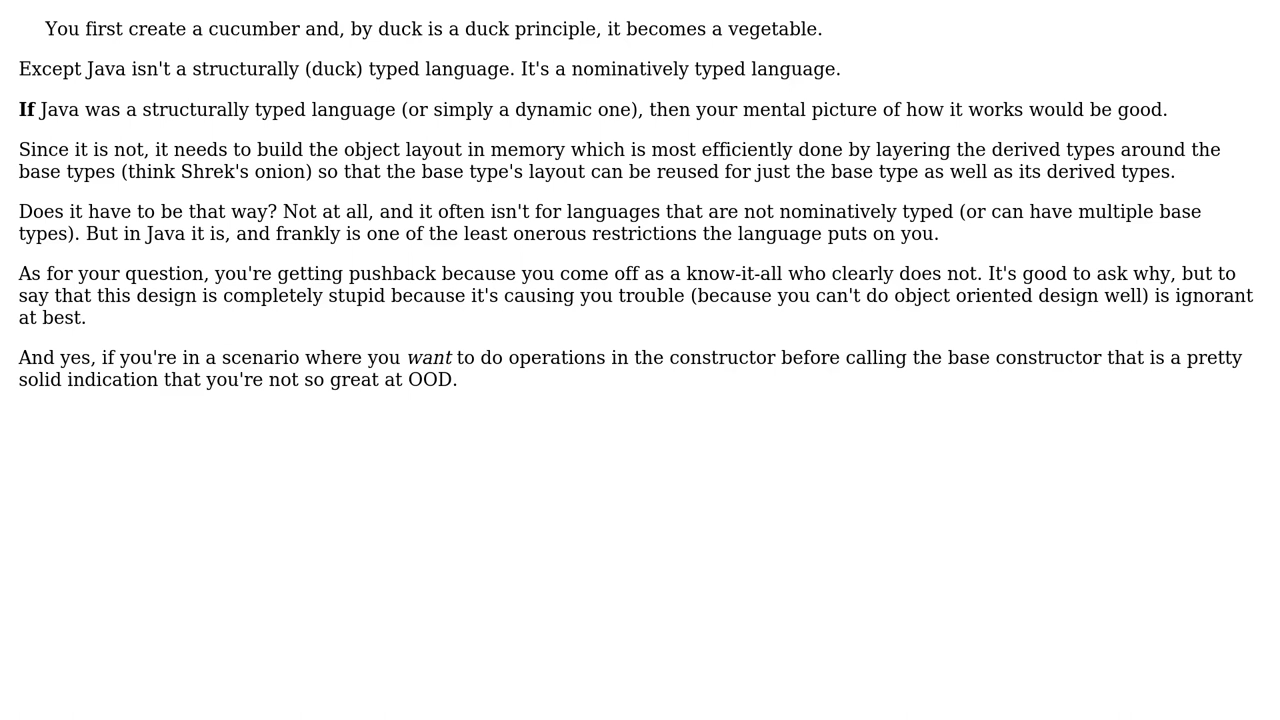 You first create a cucumber and, by duck is a duck principle, it becomes a vegetable.
Except Java isn't a structurally (duck) typed language. It's a nominatively typed language.
If Java was a structurally typed language (or simply a dynamic one), then your mental picture of how it works would be good.
Since it is not, it needs to build the object layout in memory which is most efficiently done by layering the derived types around the
base types (think Shrek's onion) so that the base type's layout can be reused for just the base type as well as its derived types.
Does it have to be that way? Not at all, and it often isn't for languages that are not nominatively typed (or can have multiple base
types). But in Java it is, and frankly is one of the least onerous restrictions the language puts on you.
As for your question, you're getting pushback because you come off as a know-it-all who clearly does not. It's good to ask why, but to
say that this design is completely stupid because it's causing you trouble (because you can't do object oriented design well) is ignorant
at best.
And yes, if you're in a scenario where you want to do operations in the constructor before calling the base constructor that is a pretty
solid indication that you're not so great at OOD.